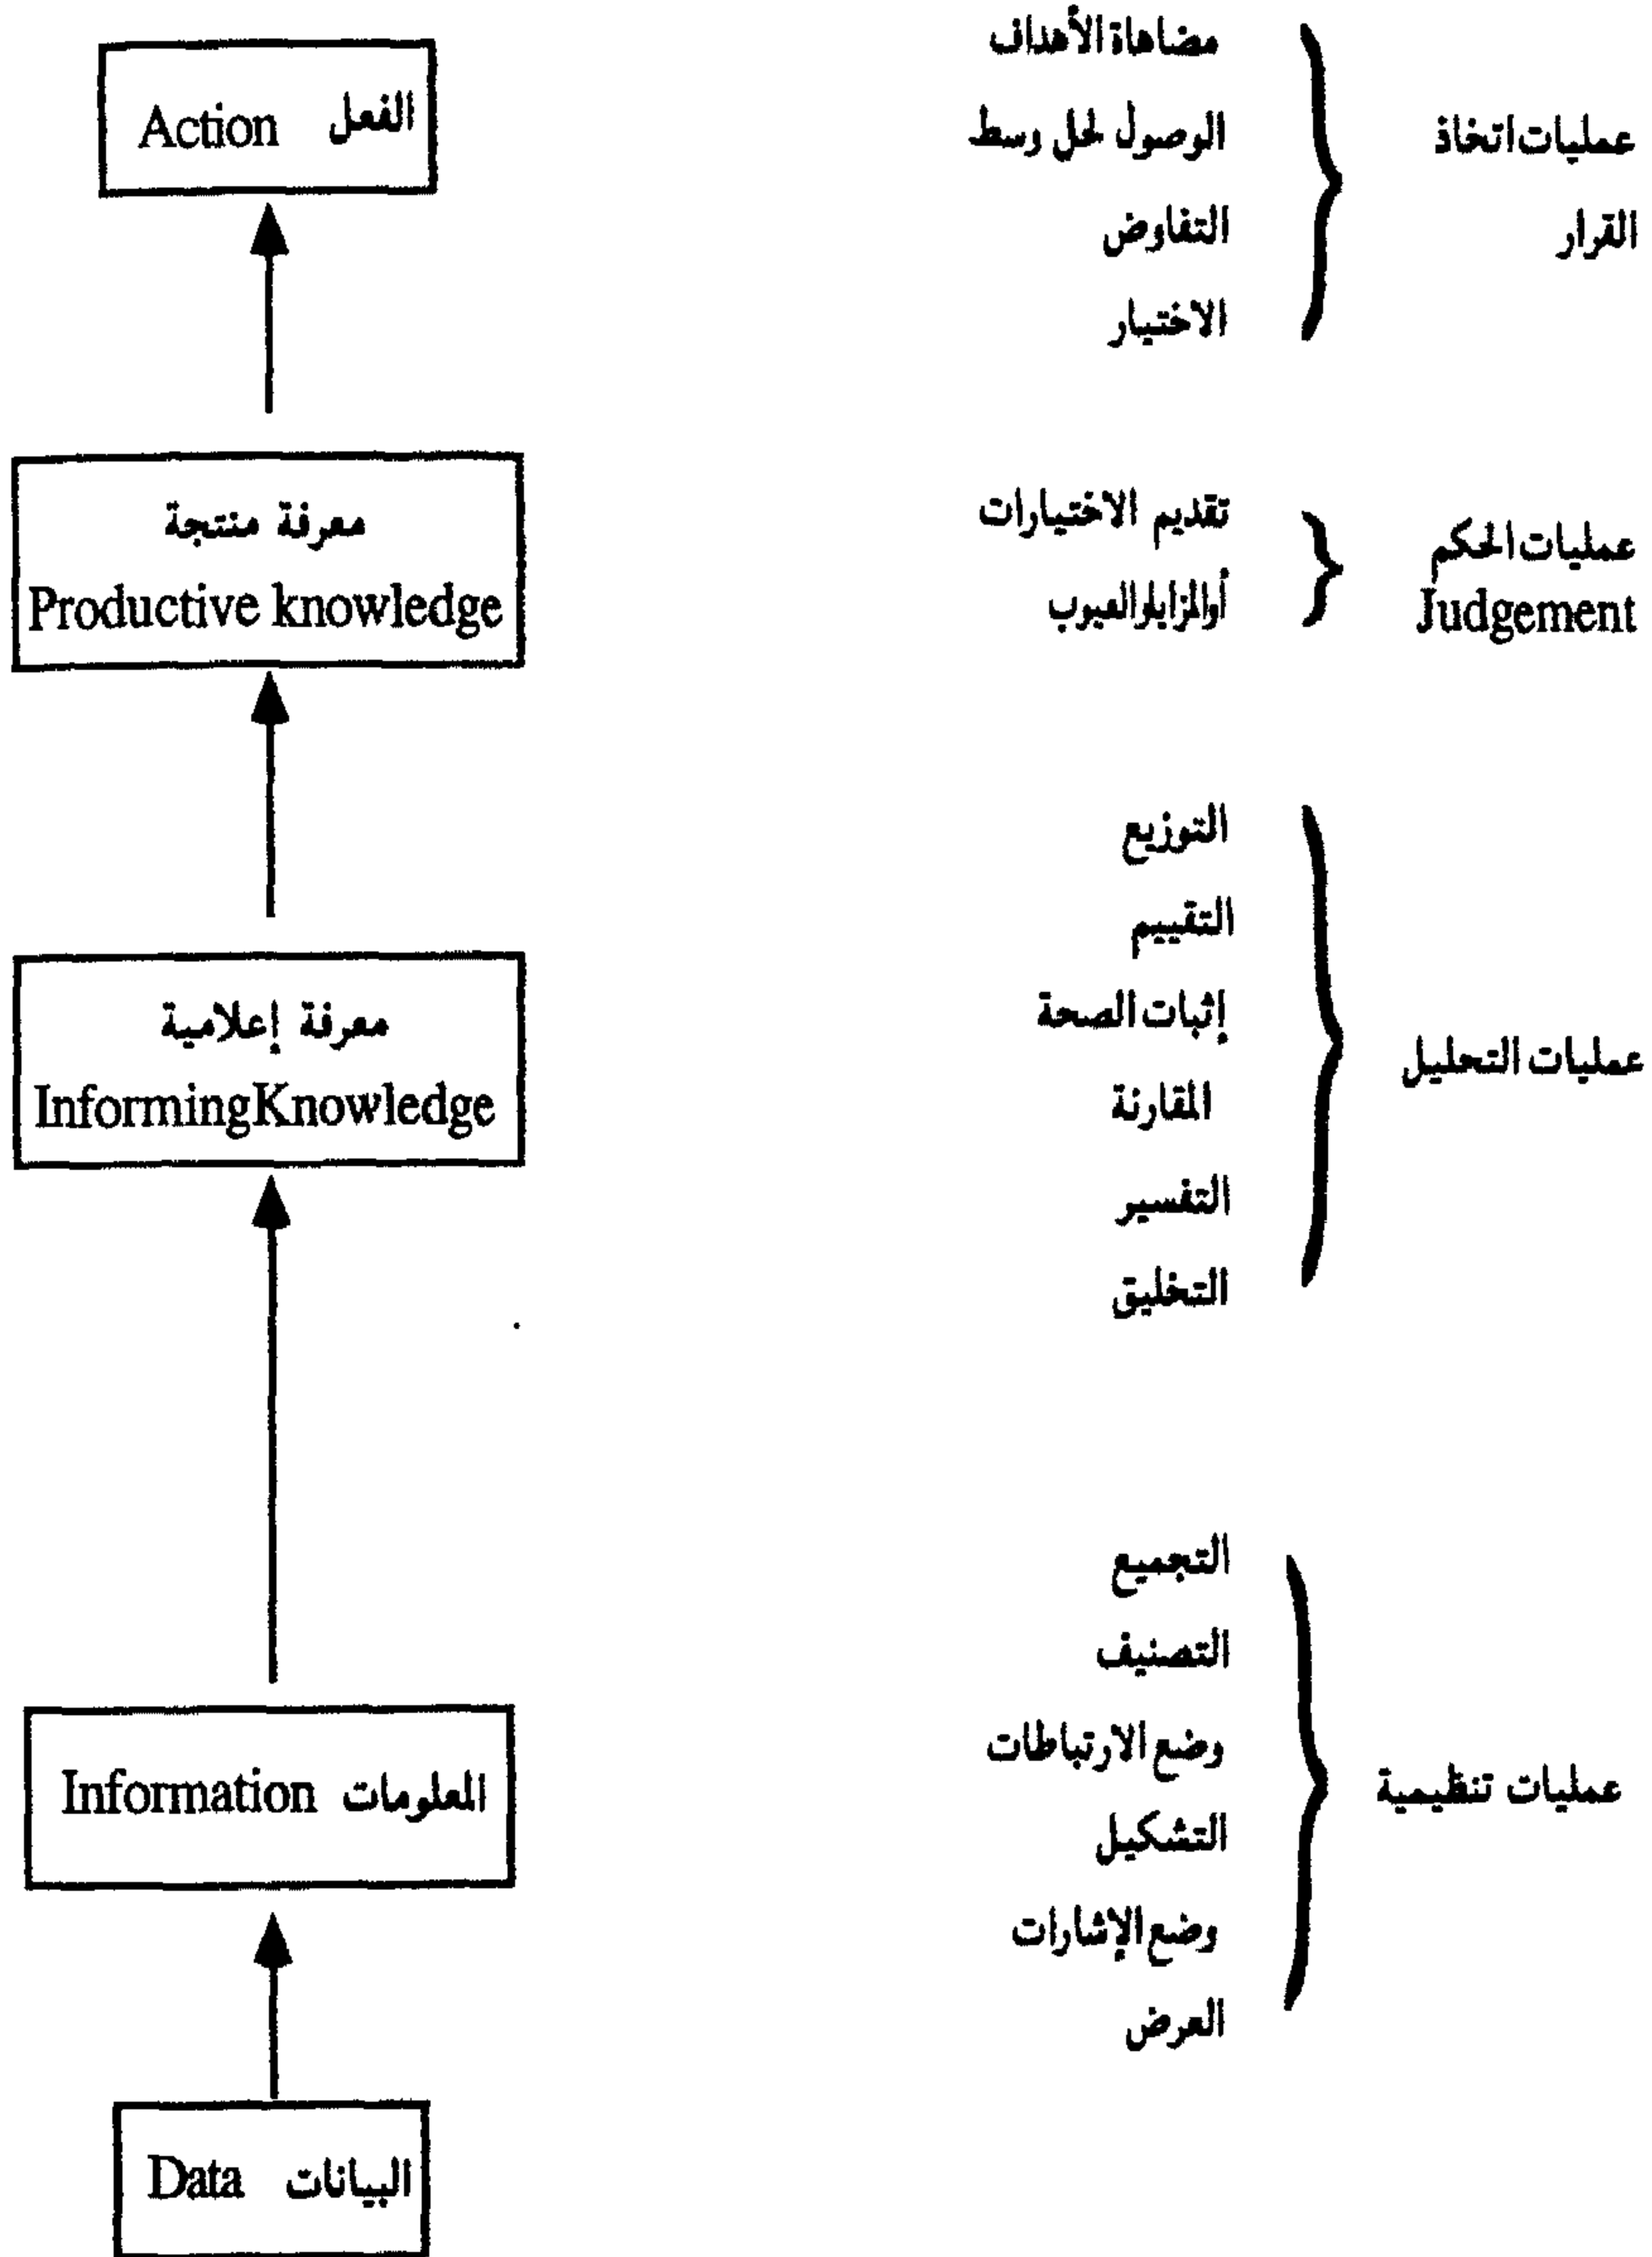 عمليات اتخاذ
القرار
مضاهاة الأهداف
الوصول لحل وسط
التفاوض
الاختيار
الفعل Action
عمليات الحكم
Judgement
تقديم الاختيارات
أوالمزايا والعيوب
معرفة منتجة
Productive knowledge
عمليات التحليل
التوزيع
التقييم
إثبات الصحة
المقارنة
التفسير
التخليق
معرفة إعلامية
InformingKnowledge
عمليات تنظيمية
التجميع
التصنيف
وضع الارتباطات
التشكيل
وضع الإشارات
العرض
المعلومات Information
البيانات Data